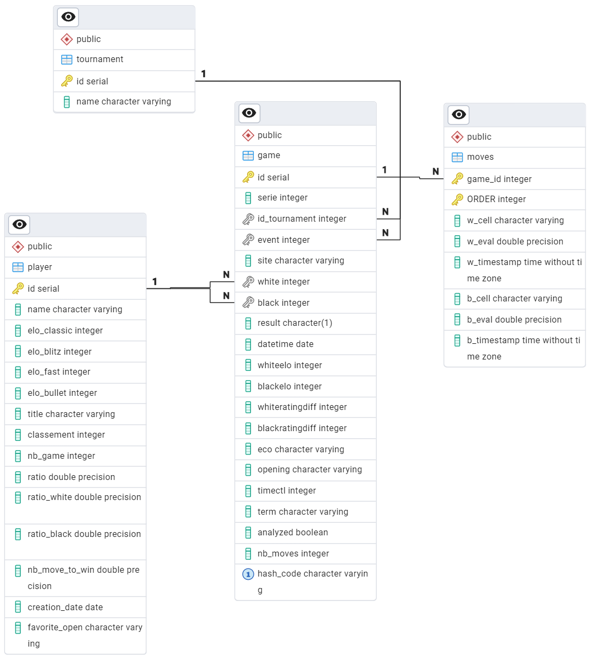 public
tournament
id serial
name character varying
1
public
game
id serial
serie integer
id_tournament integer
event integer
site character varying
white integer
black integer
result character(1)
datetime date
whiteelo integer
blackelo integer
whiteratingdiff integer
blackratingdiff integer
eco character varying
opening character varying
timectl integer
term character varying
analyzed boolean
nb_moves integer
hash_code character varyin
g
1
N
N
N
public
moves
game_id integer
ORDER integer
w_cell character varying
w_eval double precision
w_timestamp time without ti
me zone
b_cell character varying
b_eval double precision
b_timestamp time without ti
me zone
public
player
id serial
name character varying
elo_classic integer
elo_blitz integer
elo_fast integer
elo_bullet integer
title character varying
classement integer
nb_game integer
ratio double precision
ratio_white double precision
ratio_black double precision
nb_move_to_win double pre
cision
creation_date date
favorite_open character vary
ing
1
N
N